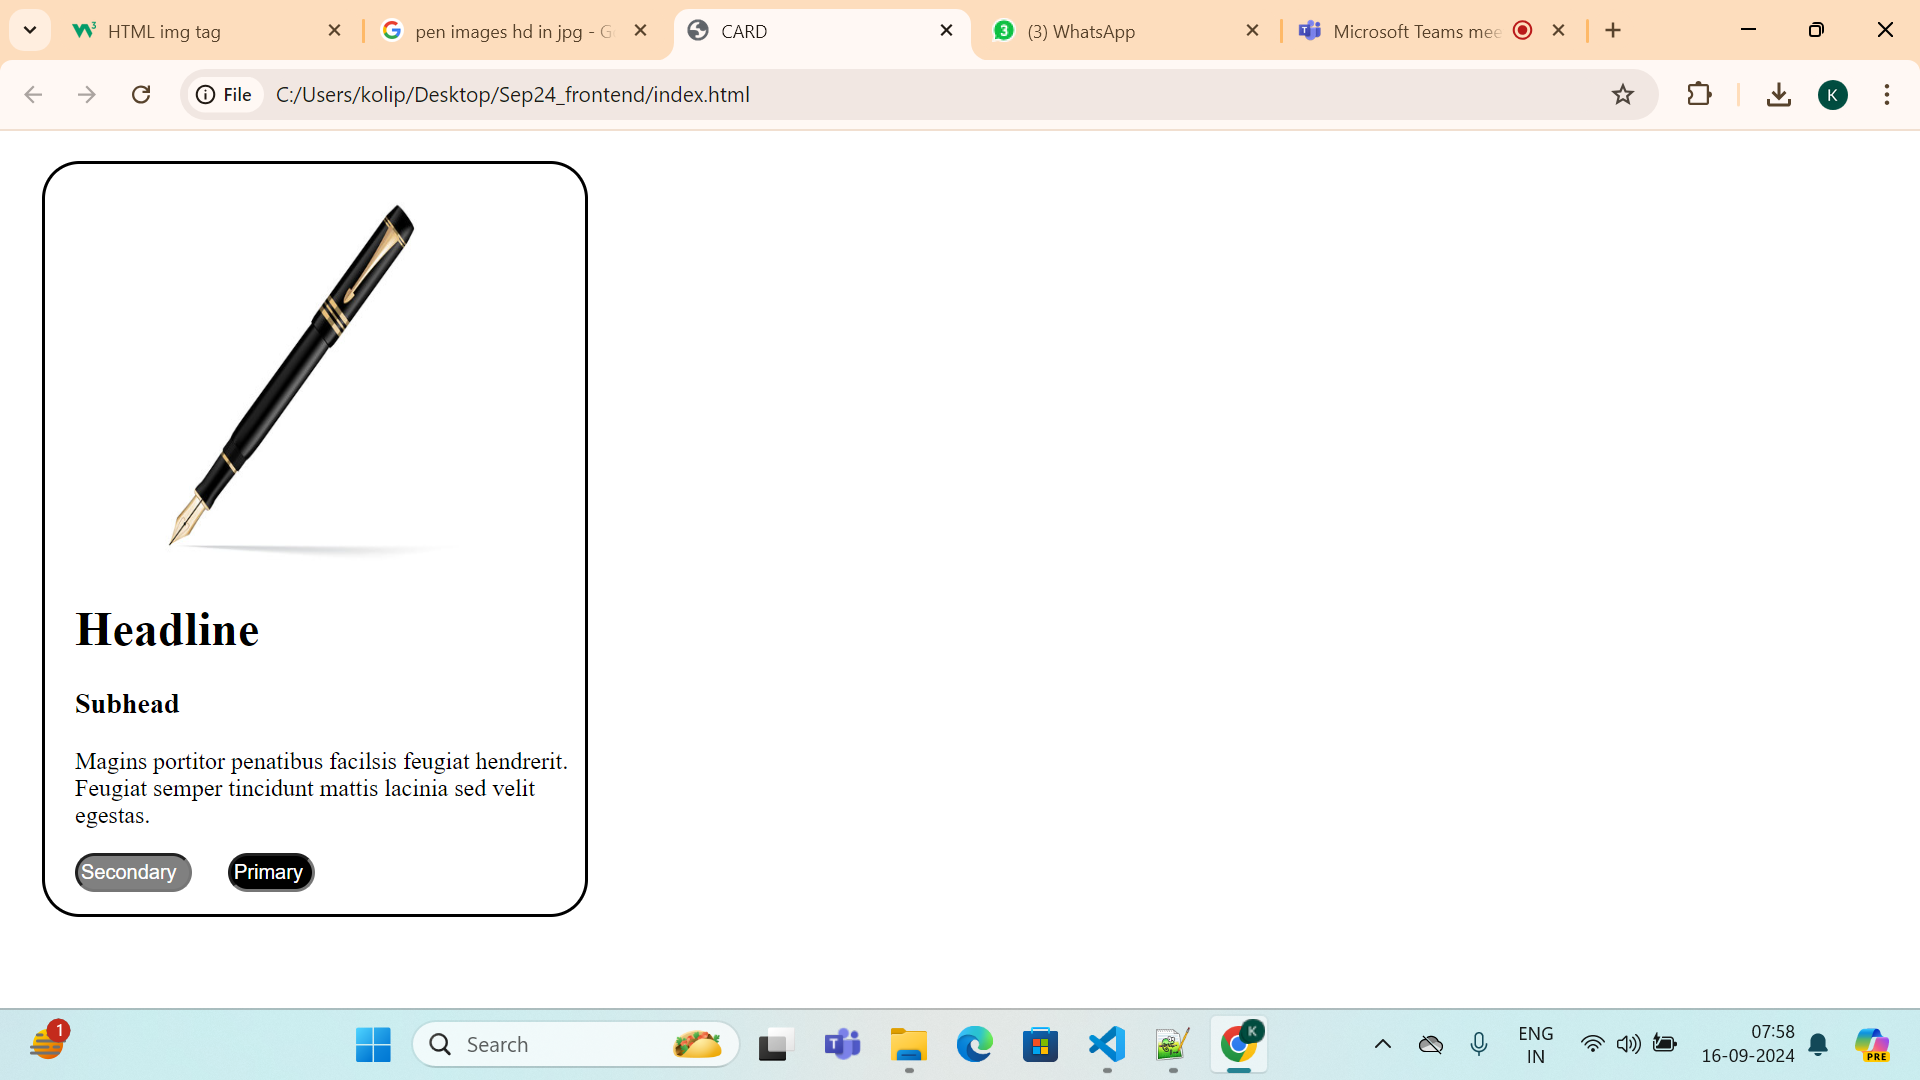 HTML img tag
pen images hd in jpg - G
CARD
3
(3) WhatsApp
Microsoft Teams mee
File
C:/Users/kolip/Desktop/Sep24_frontend/index.html
K
Headline
Subhead
Magins portitor penatibus facilsis feugiat hendrerit.
Feugiat semper tincidunt mattis lacinia sed velit
egestas.
Secondary
Primary
1
Search
K
ENG
IN
07:58
16-09-2024
PRE